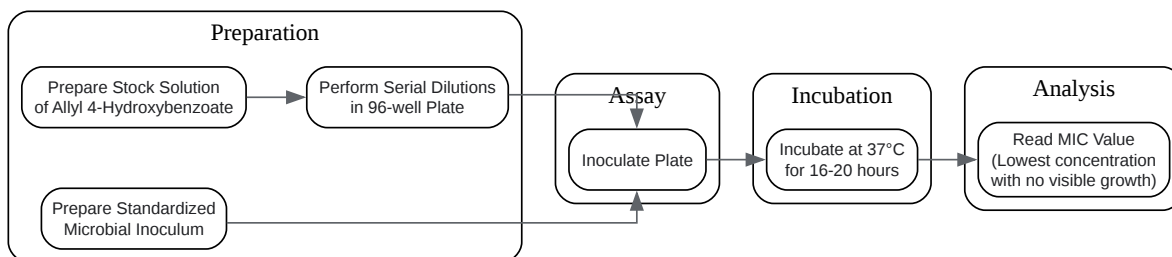 Preparation
Prepare Stock Solution
of Allyl 4-Hydroxybenzoate
Perform Serial Dilutions
in 96-well Plate
Prepare Standardized
Microbial Inoculum
Assay
Inoculate Plate
Incubation
Incubate at 37°C
for 16-20 hours
Analysis
Read MIC Value
(Lowest concentration
with no visible growth)